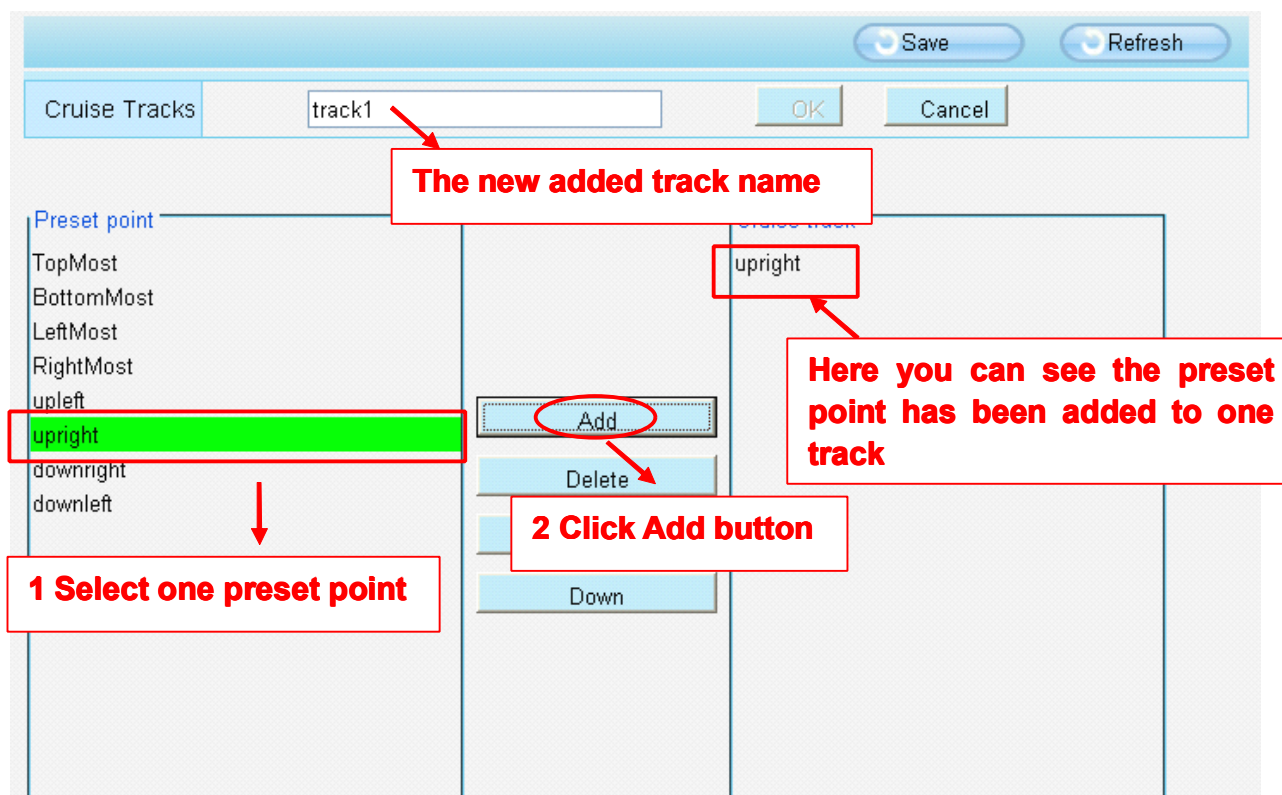 Save
Refresh
Cruise Tracks
track1
OK
Cancel
The new added track name
Preset point
Cruise track
TopMost
BottomMost
LeftMost
RightMost
upleft
upright
downright
downleft
upright
Here you can see the preset
point has been added to one
track
Add
Delete
2 Click Add button
Down
1 Select one preset point